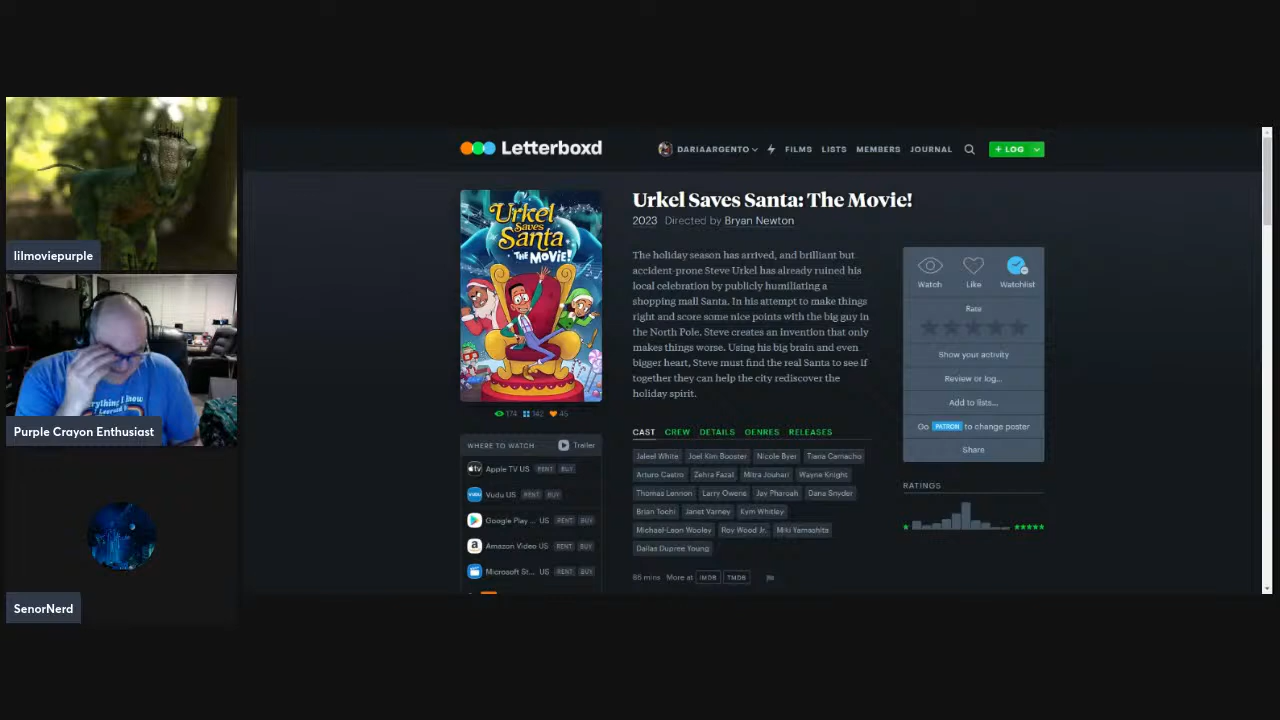 lilmoviepurple
Everything I Know
I Learned
Purple Crayon Enthusiast
SenorNerd
Letterboxd
DARIAARGENTO
FILMS
LISTS
MEMBERS
JOURNAL
+ LOG
Urkel
Saves
Santa
THE MOVIE!
174
142
45
WHERE TO WATCH
Trailer
Apple TV US RENT BUY
Vudu US RENT BUY
Google Play ... US RENT BUY
Amazon Video US RENT BUY
Microsoft St... US RENT BUY
Urkel Saves Santa: The Movie!
2023 Directed by Bryan Newton
The holiday season has arrived, and brilliant but
accident-prone Steve Urkel has already ruined his
local celebration by publicly humiliating a
shopping mall Santa. In his attempt to make things
right and score some nice points with the big guy in
the North Pole, Steve creates an invention that only
makes things worse. Using his big brain and even
bigger heart, Steve must find the real Santa to see if
together they can help the city rediscover the
holiday spirit.
CAST CREW DETAILS GENRES RELEASES
Jaleel White Joel Kim Booster Nicole Byer Tiana Camacho
Arturo Castro Zehra Fazal Mitra Jouhari Wayne Knight
Thomas Lennon Larry Owens Jay Pharoah Dana Snyder
Brian Tochi Janet Varney Kym Whitley
Michael-Leon Wooley Roy Wood Jr. Miki Yamashita
Dallas Dupree Young
More at IMDB TMDB
Watch
Like
Watchlist
Rate
Show your activity
Review or log...
Add to lists...
Go PATRON to change poster
Share
RATINGS